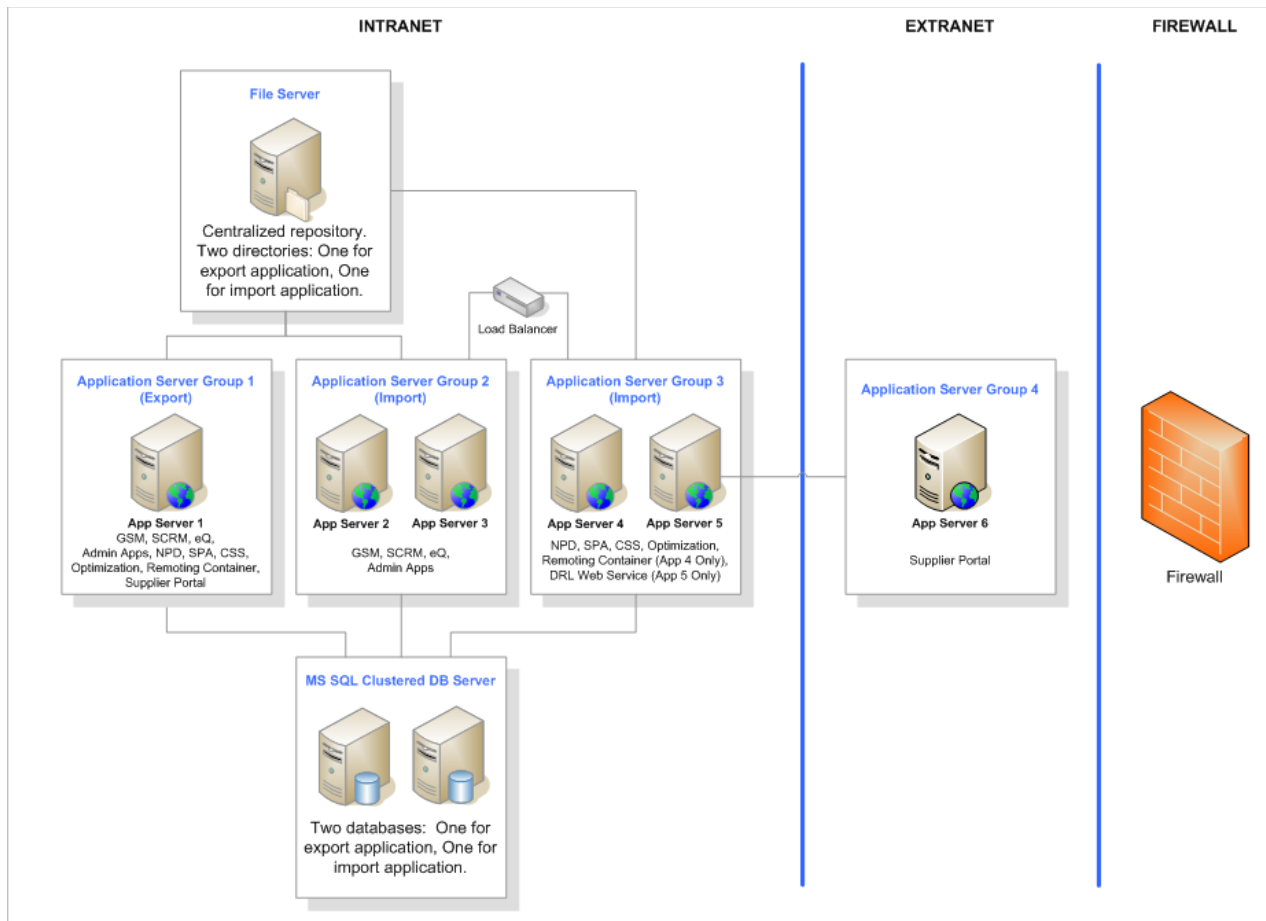 INTRANET
EXTRANET
FIREWALL
File Server
Centralized repository.
Two directories: One for
export application, One
for import application.
Load Balancer
Application Server Group 1
(Export)
App Server 1
GSM, SCRM, eQ,
Admin Apps, NPD, SPA, CSS,
Optimization, Remoting Container,
Supplier Portal
Application Server Group 2
(Import)
App Server 2
App Server 3
GSM, SCRM, eQ,
Admin Apps
Application Server Group 3
(Import)
App Server 4
App Server 5
NPD, SPA, CSS, Optimization,
Remoting Container (App 4 Only),
DRL Web Service (App 5 Only)
Application Server Group 4
App Server 6
Supplier Portal
Firewall
MS SQL Clustered DB Server
Two databases: One for
export application, One for
import application.